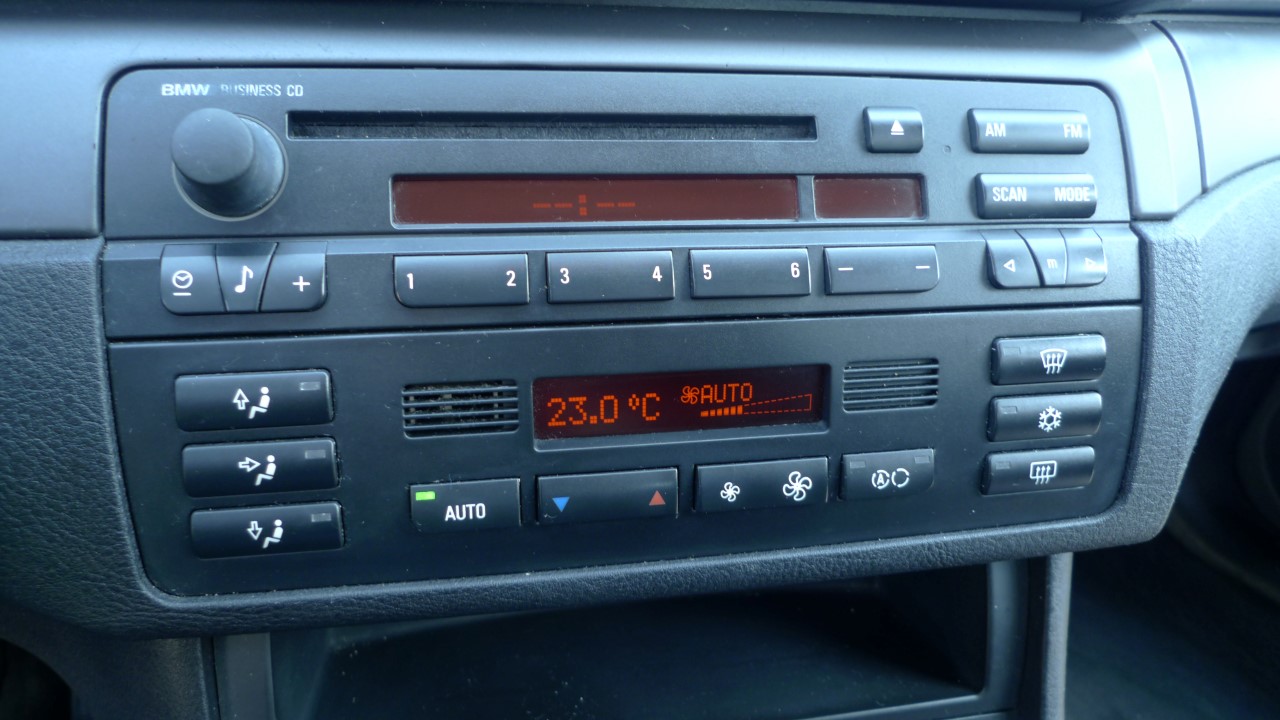 BMW BUSINESS CD
AM FM
SCAN MODE
--:--
1 2 3 4 5 6 - -
+ m
23.0 °C AUTO
AUTO
A